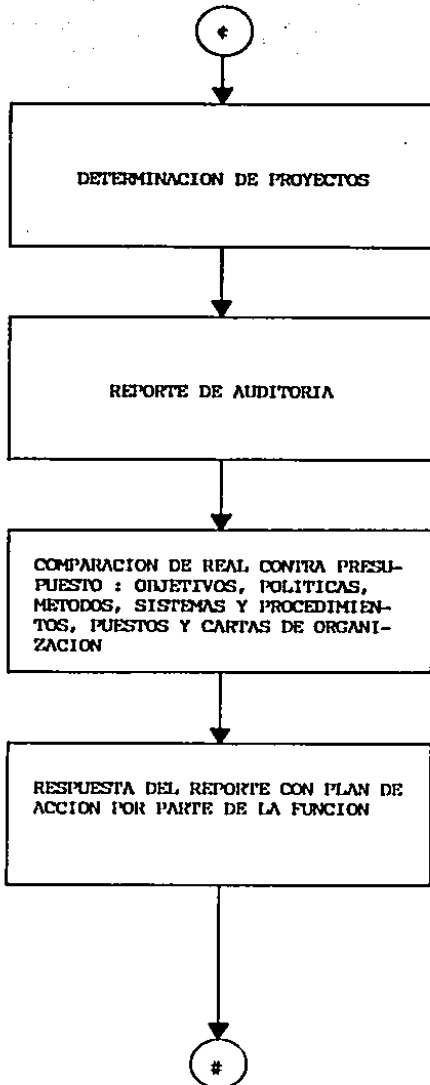 DETERMINACION DE PROYECTOS
REPORTE DE AUDITORIA
COMPARACION DE REAL CONTRA PRESU-
PUESTO : OBJETIVOS, POLITICAS,
METODOS, SISTEMAS Y PROCEDIMIEN-
TOS, PUESTOS Y CARTAS DE ORGANI-
ZACION
RESPUESTA DEL REPORTE CON PLAN DE
ACCION POR PARTE DE LA FUNCION
#